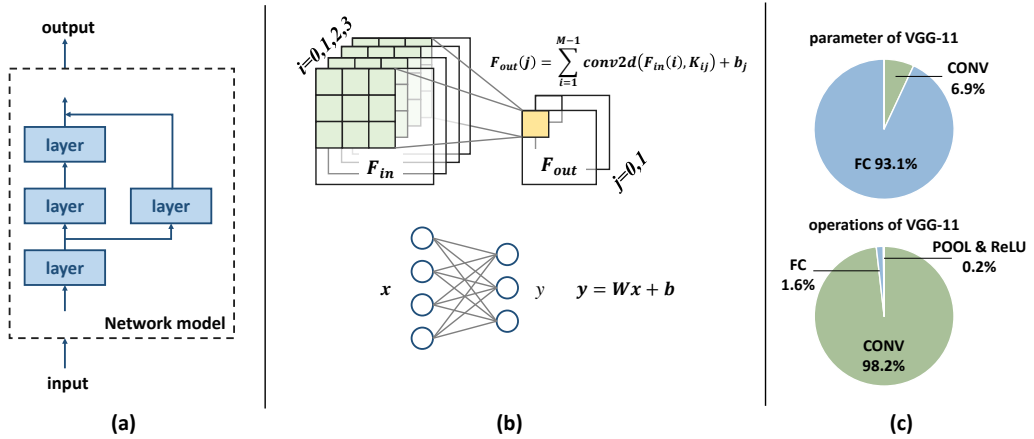 output
layer
layer
layer
layer
Network model
input
(a)
i=0,1,2,3
F_in
F_out(j) = ∑_{i=1}^{M-1} conv2d(F_in(i), K_ij) + b_j
F_out
j=0,1
x
y
y = Wx + b
(b)
parameter of VGG-11
CONV
6.9%
FC 93.1%
operations of VGG-11
POOL & ReLU
0.2%
FC
1.6%
CONV
98.2%
(c)